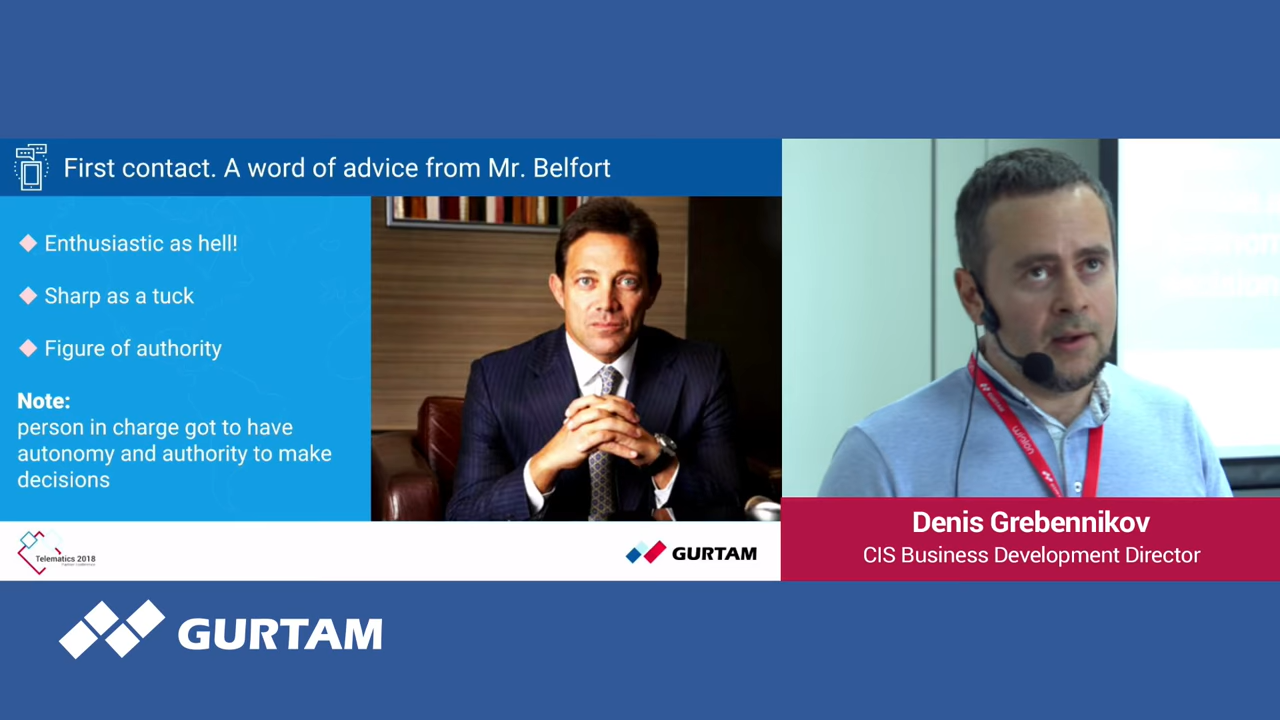 First contact. A word of advice from Mr. Belfort
Enthusiastic as hell!
Sharp as a tuck
Figure of authority
Note:
person in charge got to have
autonomy and authority to make
decisions
Telematics 2018
GURTAM
wialon
Denis Grebennikov
CIS Business Development Director
GURTAM